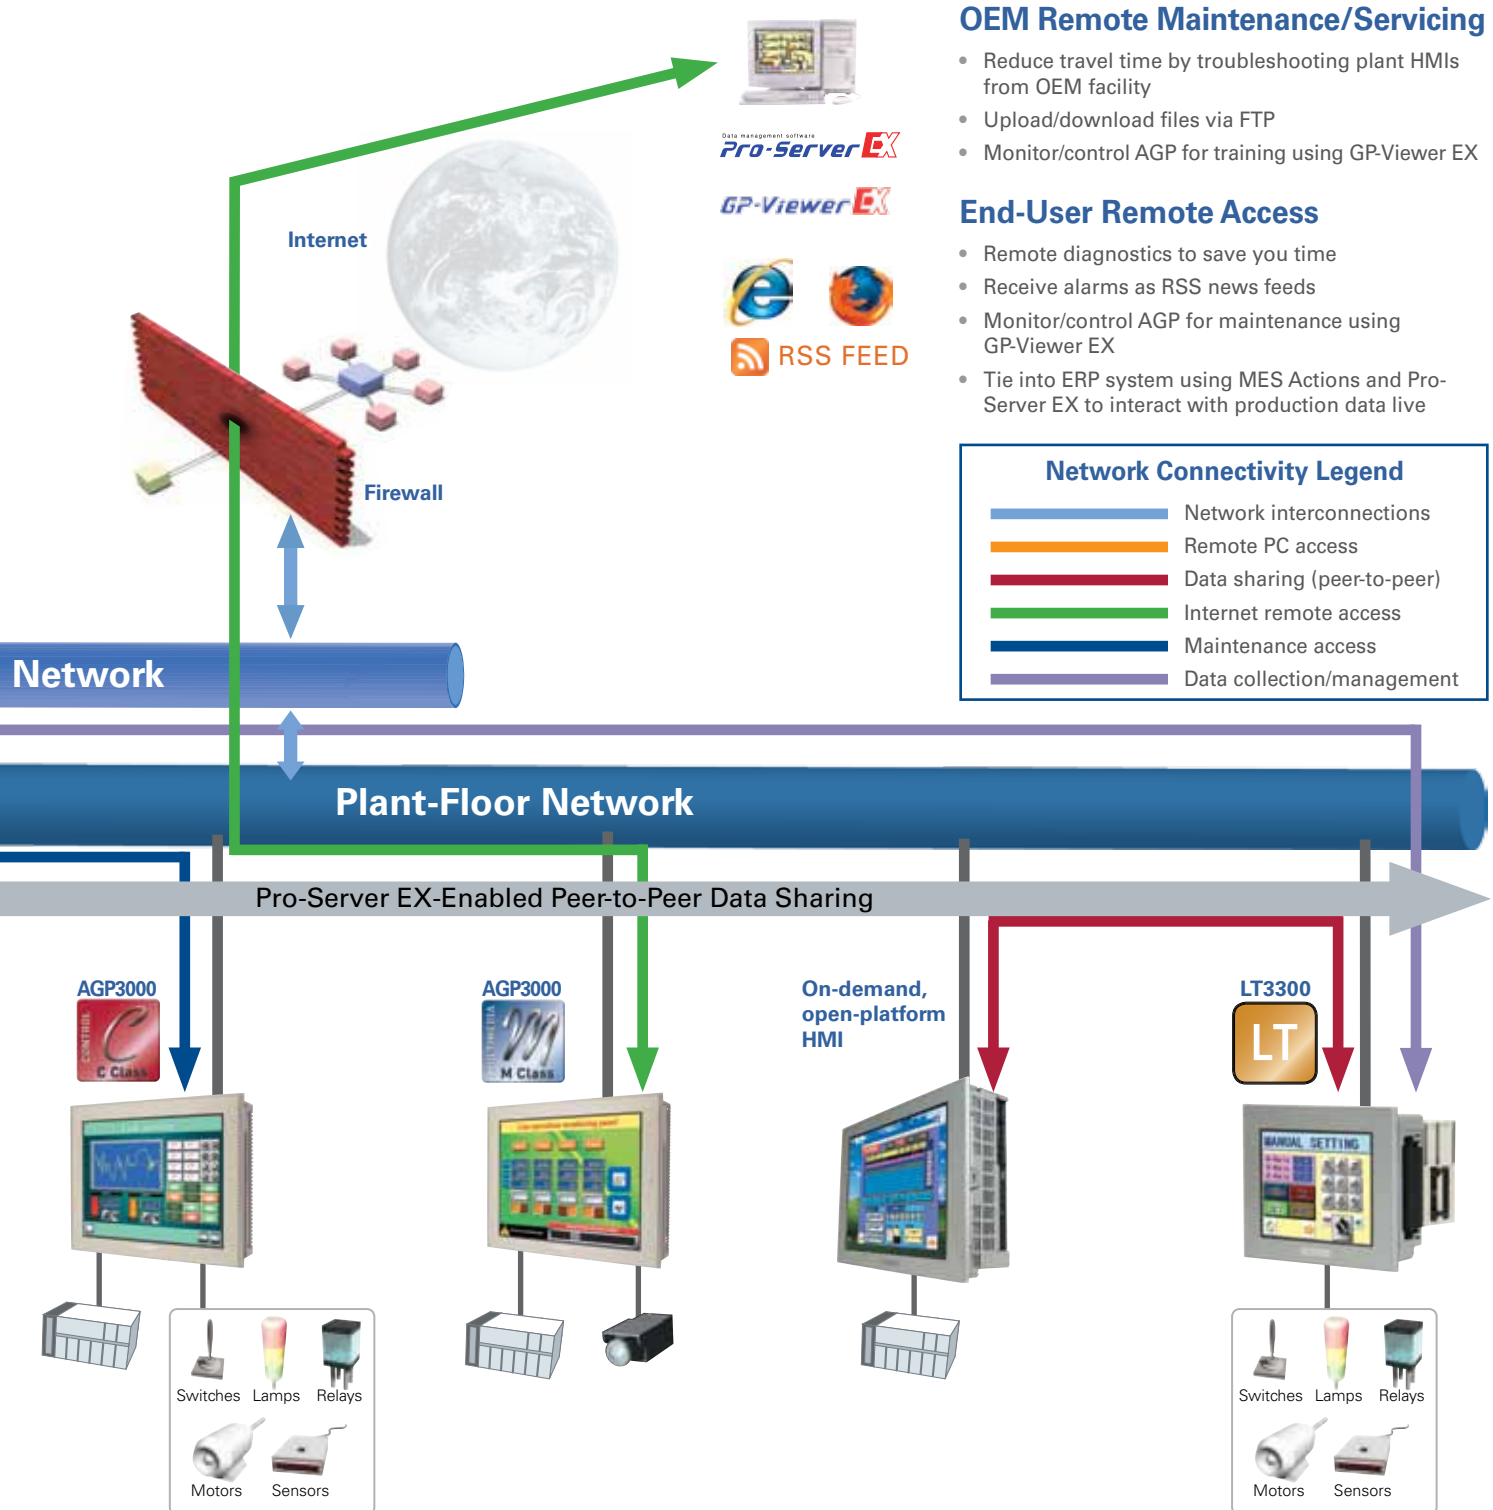 OEM Remote Maintenance/Servicing
• Reduce travel time by troubleshooting plant HMIs
from OEM facility
• Upload/download files via FTP
• Monitor/control AGP for training using GP-Viewer EX
Data management software
Pro-Server EX
GP-Viewer EX
RSS FEED
End-User Remote Access
• Remote diagnostics to save you time
• Receive alarms as RSS news feeds
• Monitor/control AGP for maintenance using
GP-Viewer EX
• Tie into ERP system using MES Actions and Pro-
Server EX to interact with production data live
Internet
Firewall
Network Connectivity Legend
Network interconnections
Remote PC access
Data sharing (peer-to-peer)
Internet remote access
Maintenance access
Data collection/management
Network
Plant-Floor Network
Pro-Server EX-Enabled Peer-to-Peer Data Sharing
AGP3000
CONTROL
C Class
AGP3000
MULTIMEDIA
M Class
On-demand,
open-platform
HMI
LT3300
LT
MANUAL SETTING
Switches Lamps Relays
Motors Sensors
Switches Lamps Relays
Motors Sensors